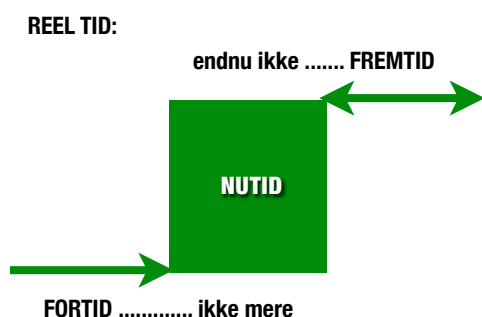 REEL TID:
endnu ikke ....... FREMTID
NUTID
FORTID ............. ikke mere